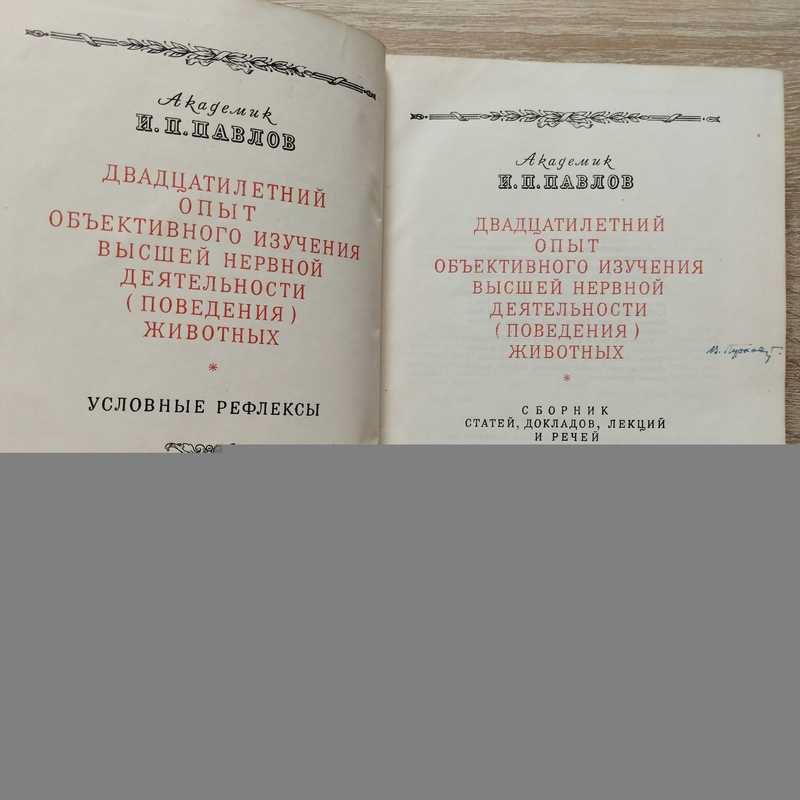 Академик
И.П.ПАВЛОВ
ДВАДЦАТИЛЕТНИЙ
ОПЫТ
ОБЪЕКТИВНОГО ИЗУЧЕНИЯ
ВЫСШЕЙ НЕРВНОЙ
ДЕЯТЕЛЬНОСТИ
(ПОВЕДЕНИЯ)
ЖИВОТНЫХ
*
УСЛОВНЫЕ РЕФЛЕКСЫ
Академик
И.П.ПАВЛОВ
ДВАДЦАТИЛЕТНИЙ
ОПЫТ
ОБЪЕКТИВНОГО ИЗУЧЕНИЯ
ВЫСШЕЙ НЕРВНОЙ
ДЕЯТЕЛЬНОСТИ
(ПОВЕДЕНИЯ)
ЖИВОТНЫХ
*
СБОРНИК
СТАТЕЙ, ДОКЛАДОВ, ЛЕКЦИЙ
И РЕЧЕЙ